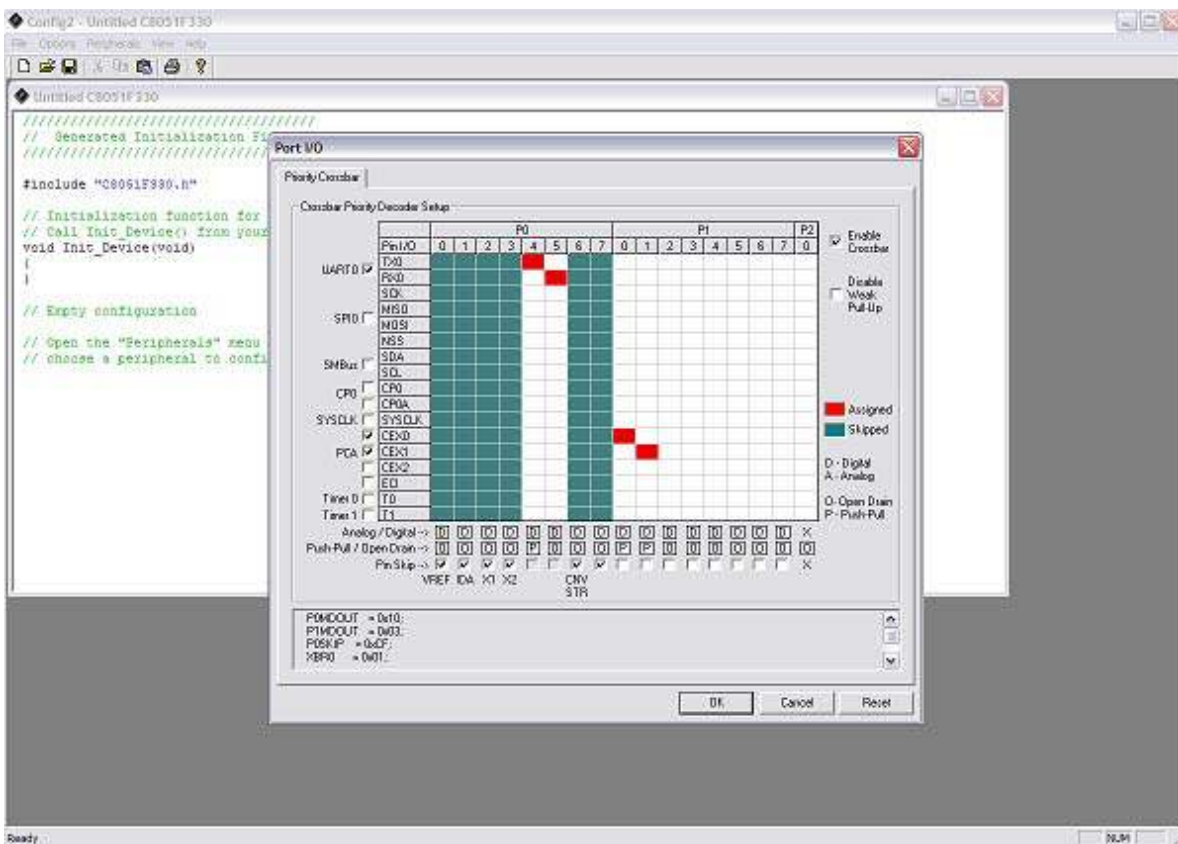 Config2 - Untitled C8051F330
File Options Peripherals View Help
Untitled C8051F330
///////////////////////////////////////
// Generated Initialization Fi
#include "C8051F330.h"
// Initialization function for
// Call Init_Device() from your
void Init_Device(void)
{
}
// Empty configuration
// Open the "Peripherals" menu
// choose a peripheral to confi
Port I/O
Priority Crossbar
Crossbar Priority Decoder Setup
P0 P1 P2
Pin I/O 0 1 2 3 4 5 6 7 0 1 2 3 4 5 6 7 0
UART0 TX0
RX0
SCK
SPI0 MISO
MOSI
NSS
SMBus SDA
SCL
CP0 CP0
CP0A
SYSCLK SYSCLK
CEX0
PCA CEX1
CEX2
ECI
Timer 0 T0
Timer 1 T1
Analog / Digital ->
Push-Pull / Open Drain ->
Pin Skip ->
VREF IDA X1 X2 CNV
STR
Enable
Crossbar
Disable
Weak
Pull-Up
Assigned
Skipped
D - Digital
A - Analog
O - Open Drain
P - Push-Pull
P0MDOUT = 0x10;
P1MDOUT = 0x03;
P0SKIP = 0xCF;
XBR0 = 0x01;
OK Cancel Reset
Ready NUM